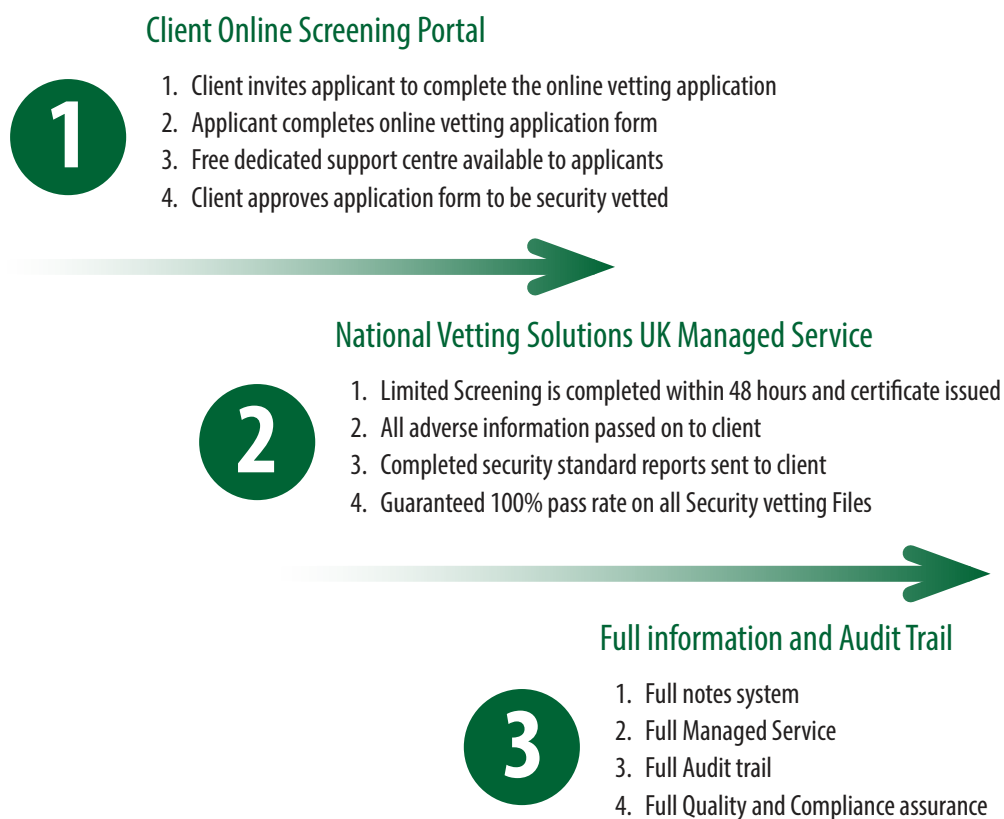 Client Online Screening Portal
1
1. Client invites applicant to complete the online vetting application
2. Applicant completes online vetting application form
3. Free dedicated support centre available to applicants
4. Client approves application form to be security vetted
National Vetting Solutions UK Managed Service
2
1. Limited Screening is completed within 48 hours and certificate issued
2. All adverse information passed on to client
3. Completed security standard reports sent to client
4. Guaranteed 100% pass rate on all Security vetting Files
Full information and Audit Trail
3
1. Full notes system
2. Full Managed Service
3. Full Audit trail
4. Full Quality and Compliance assurance